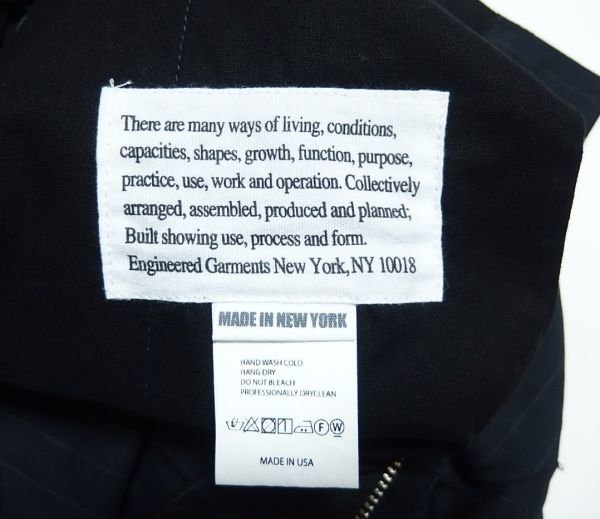 There are many ways of living, conditions,
capacities, shapes, growth, function, purpose,
practice, use, work and operation. Collectively
arranged, assembled, produced and planned;
Built showing use, process and form.
Engineered Garments New York, NY 10018
MADE IN NEW YORK
HAND WASH COLD
HANG DRY
DO NOT BLEACH
PROFESSIONALLY DRYCLEAN
F W
MADE IN USA